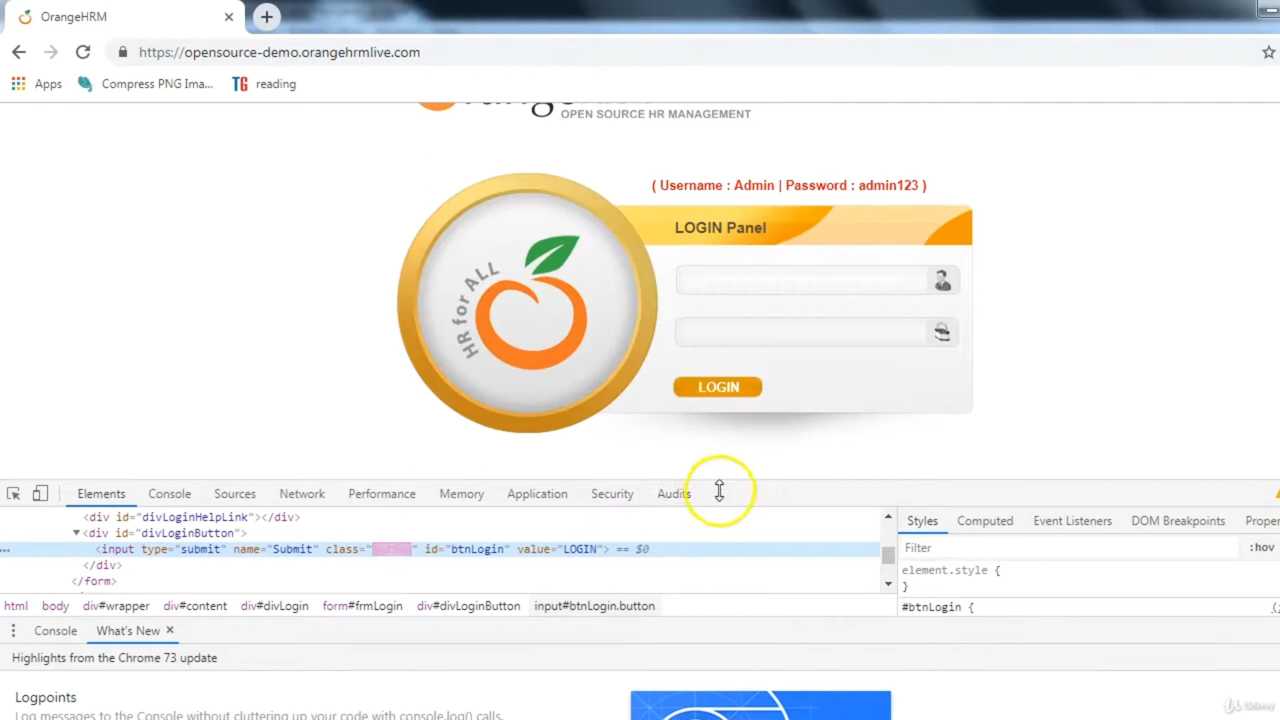 OrangeHRM
https://opensource-demo.orangehrmlive.com
Apps Compress PNG Ima... TG reading
OPEN SOURCE HR MANAGEMENT
( Username : Admin | Password : admin123 )
LOGIN Panel
HR for ALL
LOGIN
Elements Console Sources Network Performance Memory Application Security Audits
<div id="divLoginHelpLink"></div>
Styles Computed Event Listeners DOM Breakpoints Proper
<div id="divLoginButton">
... <input type="submit" name="Submit" class=" " id="btnLogin" value="LOGIN"> == $0
Filter :hov
</div>
element.style {
</form>
}
html body div#wrapper div#content div#divLogin form#frmLogin div#divLoginButton input#btnLogin.button
#btnLogin {
Console What's New
Highlights from the Chrome 73 update
Logpoints
Log messages to the Console without cluttering up your code with console.log() calls.
Udemy